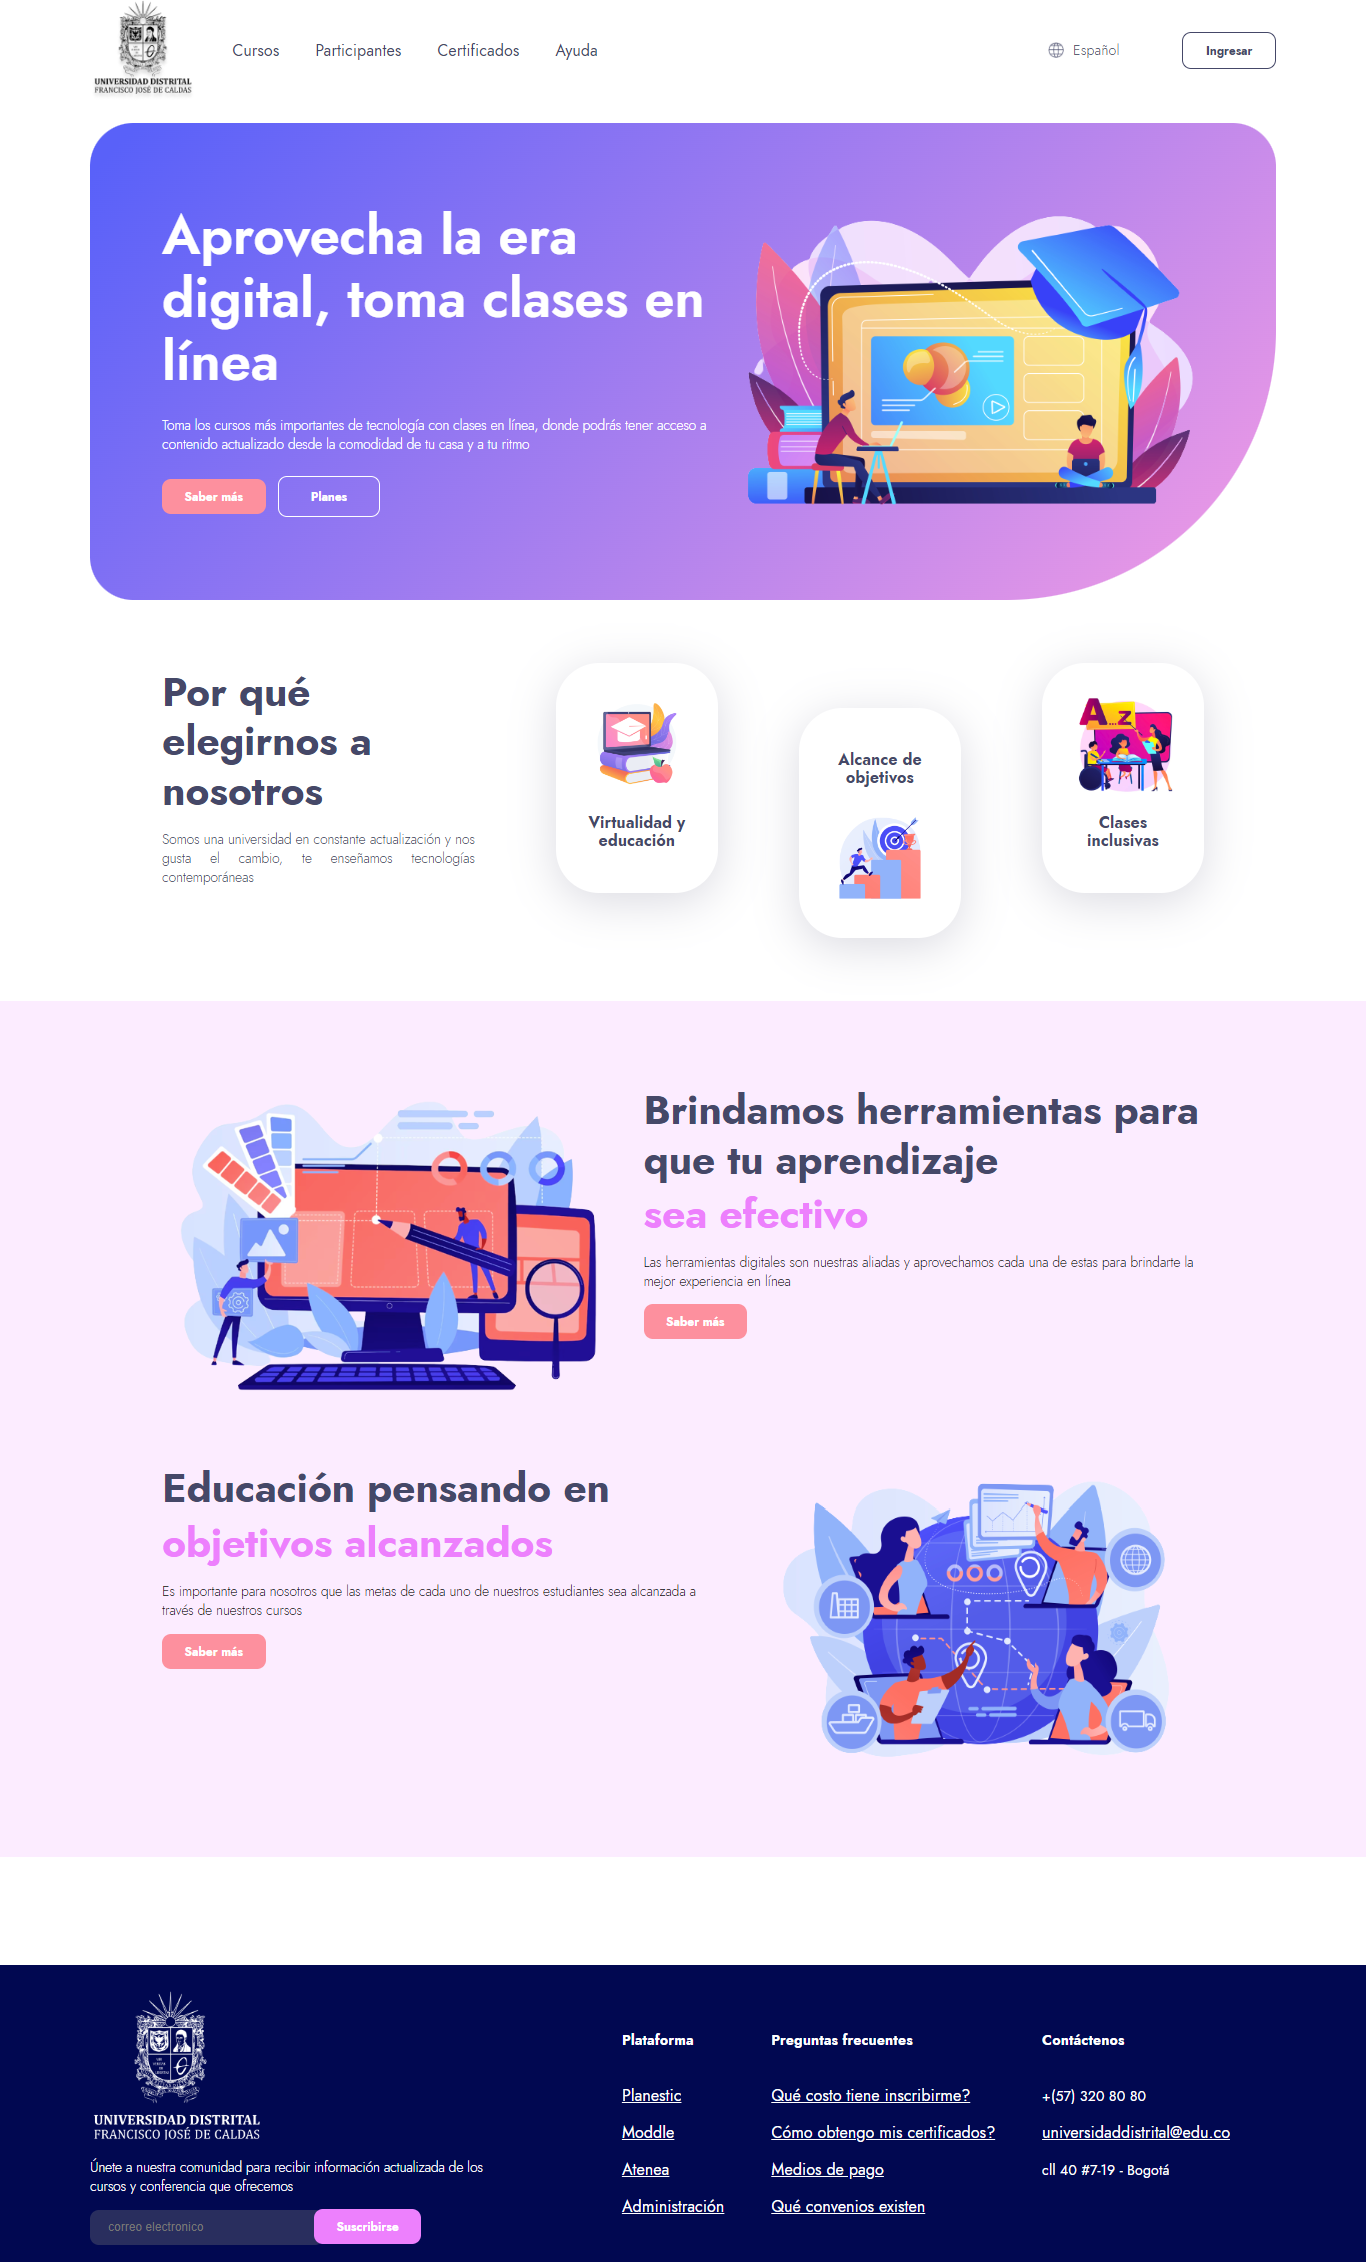 UNIVERSIDAD DISTRITAL
FRANCISCO JOSÉ DE CALDAS
Cursos
Participantes
Certificados
Ayuda
Español
Ingresar
Aprovecha la era
digital, toma clases en
línea
Toma los cursos más importantes de tecnología con clases en línea, donde podrás tener acceso a
contenido actualizado desde la comodidad de tu casa y a tu ritmo
Saber más
Planes
Por qué
elegirnos a
nosotros
Somos una universidad en constante actualización y nos
gusta el cambio, te enseñamos tecnologías
contemporáneas
Virtualidad y
educación
Alcance de
objetivos
A...z
Clases
inclusivas
Brindamos herramientas para
que tu aprendizaje
sea efectivo
Las herramientas digitales son nuestras aliadas y aprovechamos cada una de estas para brindarte la
mejor experiencia en línea
Saber más
Educación pensando en
objetivos alcanzados
Es importante para nosotros que las metas de cada uno de nuestros estudiantes sea alcanzada a
través de nuestros cursos
Saber más
UNIVERSIDAD DISTRITAL
FRANCISCO JOSÉ DE CALDAS
Únete a nuestra comunidad para recibir información actualizada de los
cursos y conferencia que ofrecemos
correo electronico
Suscribirse
Plataforma
Planestic
Moddle
Atenea
Administración
Preguntas frecuentes
Qué costo tiene inscribirme?
Cómo obtengo mis certificados?
Medios de pago
Qué convenios existen
Contáctenos
+(57) 320 80 80
universidaddistrital@edu.co
cll 40 #7-19 - Bogotá